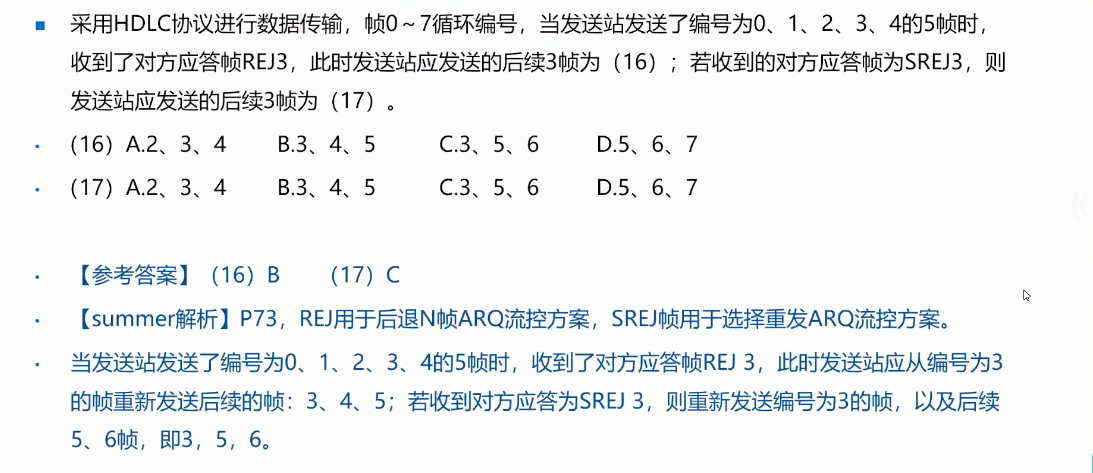 采用HDLC协议进行数据传输，帧0～7循环编号，当发送站发送了编号为0、1、2、3、4的5帧时，
收到了对方应答帧REJ3，此时发送站应发送的后续3帧为（16）；若收到的对方应答帧为SREJ3，则
发送站应发送的后续3帧为（17）。
（16）A.2、3、4 B.3、4、5 C.3、5、6 D.5、6、7
（17）A.2、3、4 B.3、4、5 C.3、5、6 D.5、6、7
【参考答案】（16）B （17）C
【summer解析】P73，REJ用于后退N帧ARQ流控方案，SREJ帧用于选择重发ARQ流控方案。
当发送站发送了编号为0、1、2、3、4的5帧时，收到了对方应答帧REJ 3，此时发送站应从编号为3
的帧重新发送后续的帧：3、4、5；若收到对方应答为SREJ 3，则重新发送编号为3的帧，以及后续
5、6帧，即3，5，6。